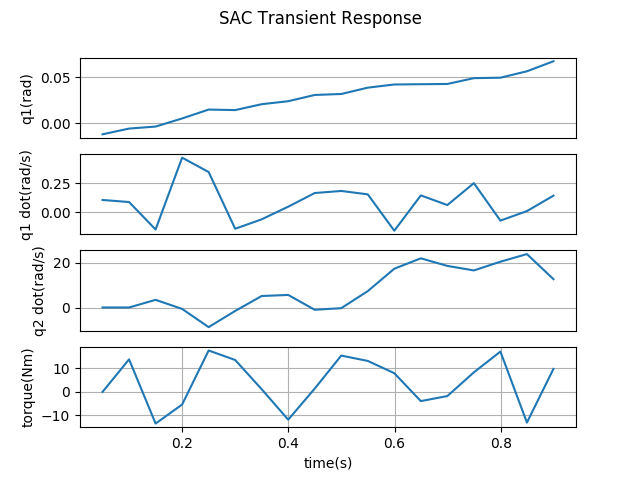 SAC Transient Response
q1(rad)
0.05
0.00
q1 dot(rad/s)
0.25
0.00
q2 dot(rad/s)
20
0
torque(Nm)
10
0
−10
0.2 0.4 0.6 0.8
time(s)